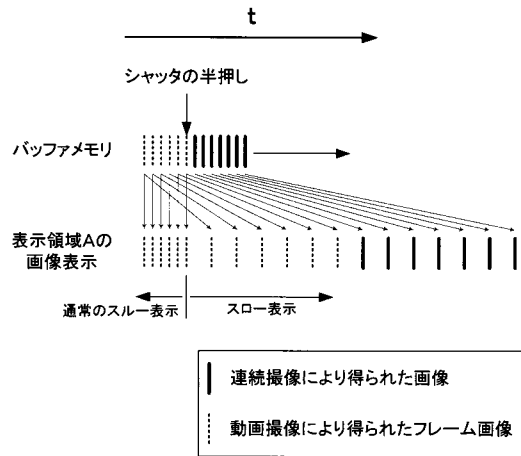 t
シャッタの半押し
バッファメモリ
表示領域Aの
画像表示
通常のスルー表示
スロー表示
連続撮像により得られた画像
動画撮像により得られたフレーム画像